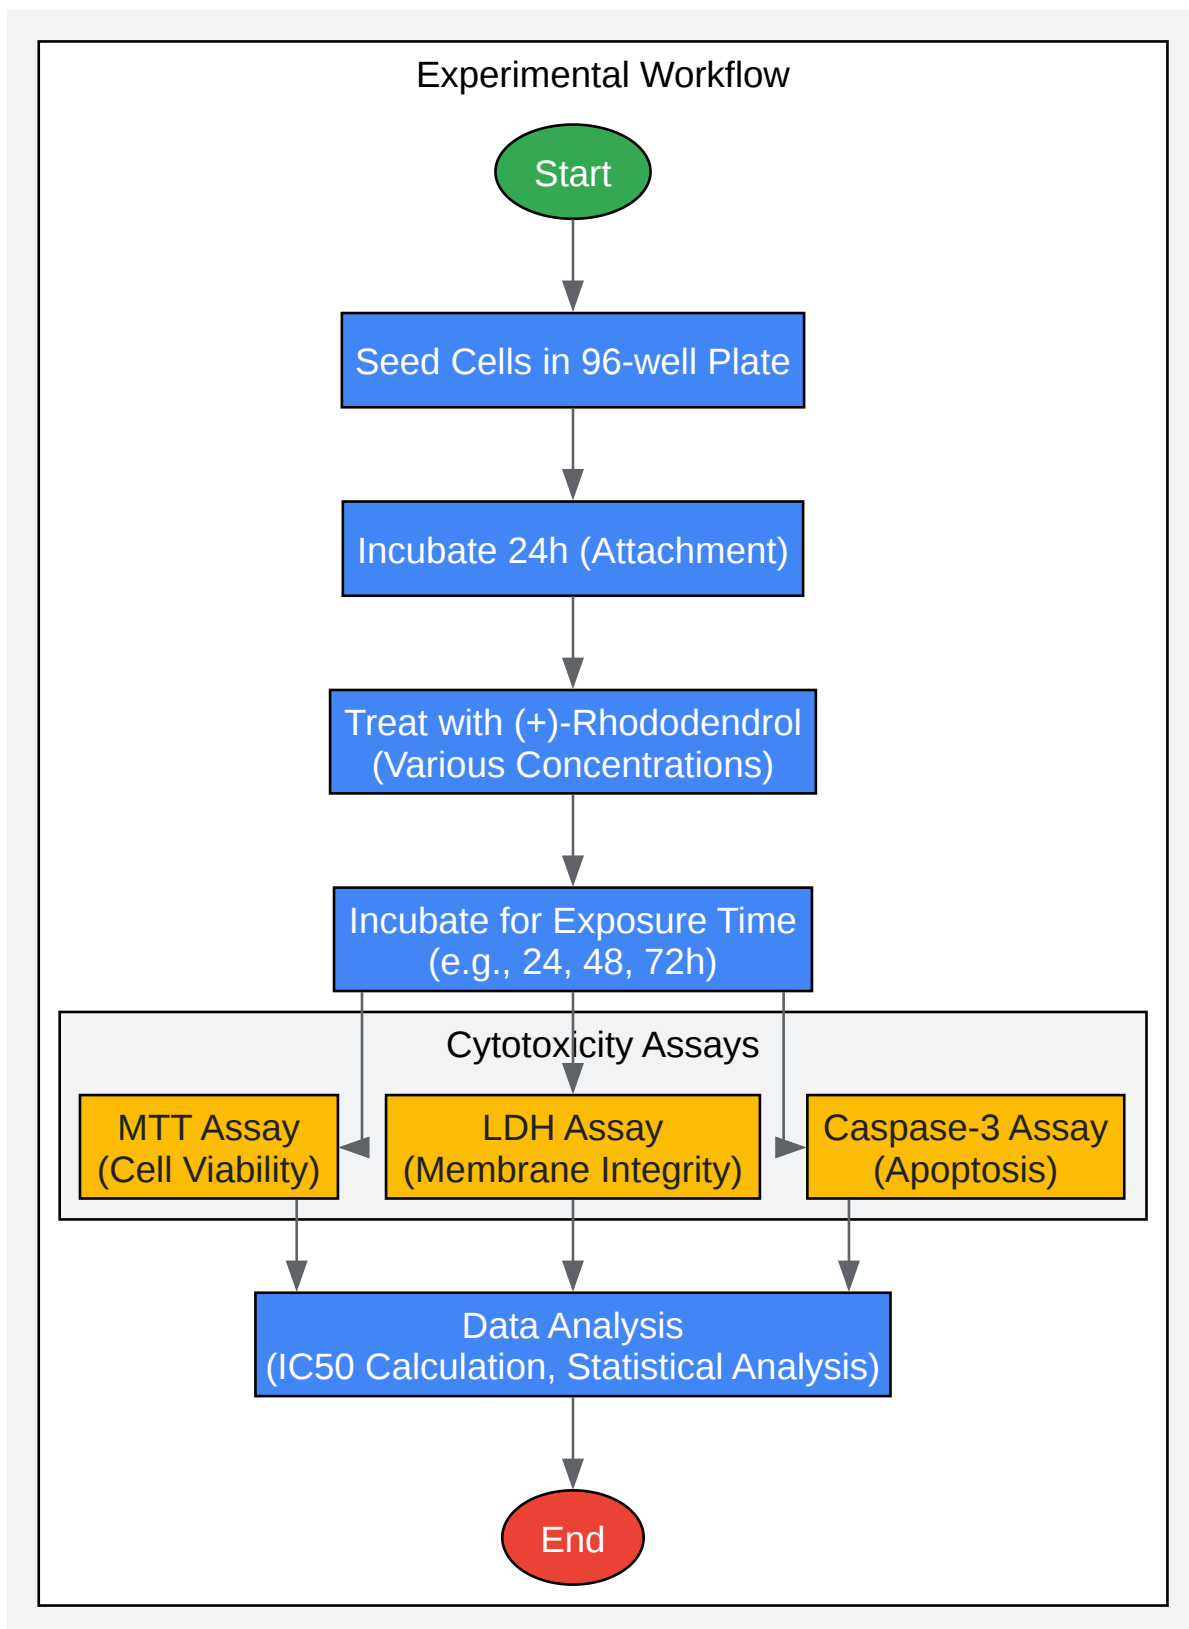 Experimental Workflow
Start
Seed Cells in 96-well Plate
Incubate 24h (Attachment)
Treat with (+)-Rhododendrol
(Various Concentrations)
Incubate for Exposure Time
(e.g., 24, 48, 72h)
Cytotoxicity Assays
MTT Assay
(Cell Viability)
LDH Assay
(Membrane Integrity)
Caspase-3 Assay
(Apoptosis)
Data Analysis
(IC50 Calculation, Statistical Analysis)
End